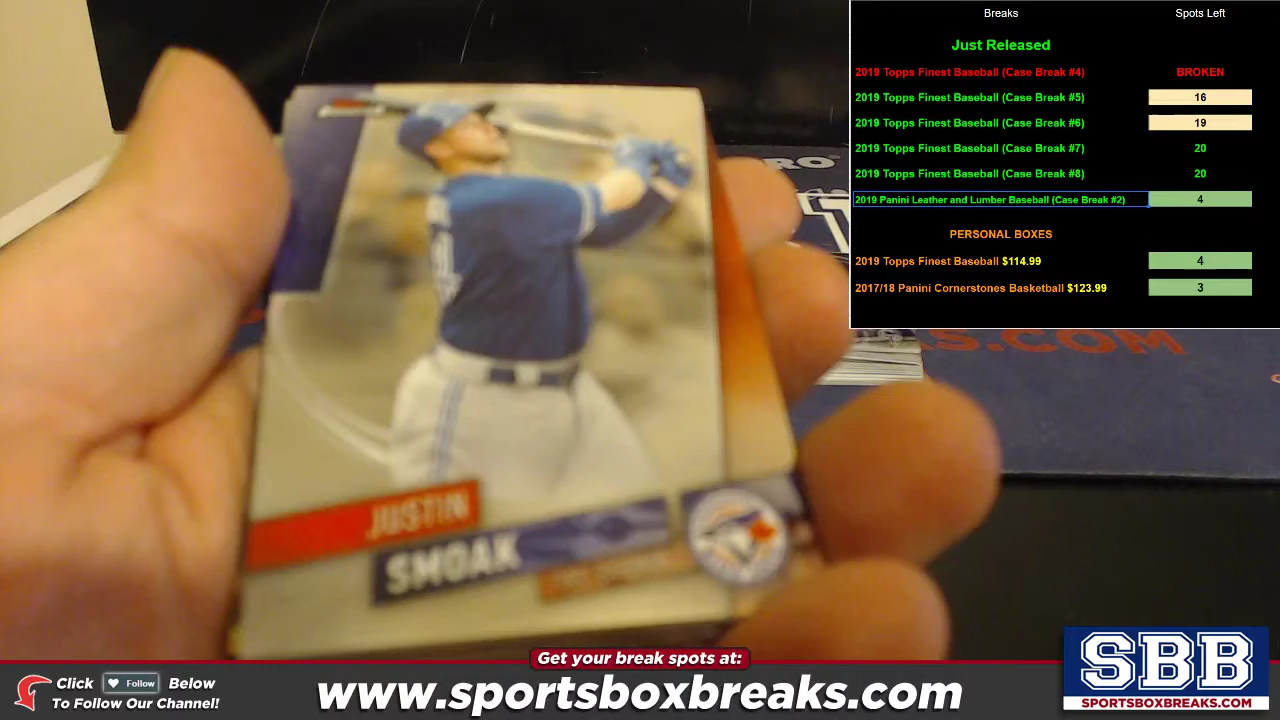 Breaks Spots Left
Just Released
2019 Topps Finest Baseball (Case Break #4) BROKEN
2019 Topps Finest Baseball (Case Break #5) 16
2019 Topps Finest Baseball (Case Break #6) 19
2019 Topps Finest Baseball (Case Break #7) 20
2019 Topps Finest Baseball (Case Break #8) 20
2019 Panini Leather and Lumber Baseball (Case Break #2) 4
PERSONAL BOXES
2019 Topps Finest Baseball $114.99 4
2017/18 Panini Cornerstones Basketball $123.99 3
JUSTIN
SMOAK
Get your break spots at:
Click Follow Below
To Follow Our Channel!
www.sportsboxbreaks.com
SBB
SPORTSBOXBREAKS.COM